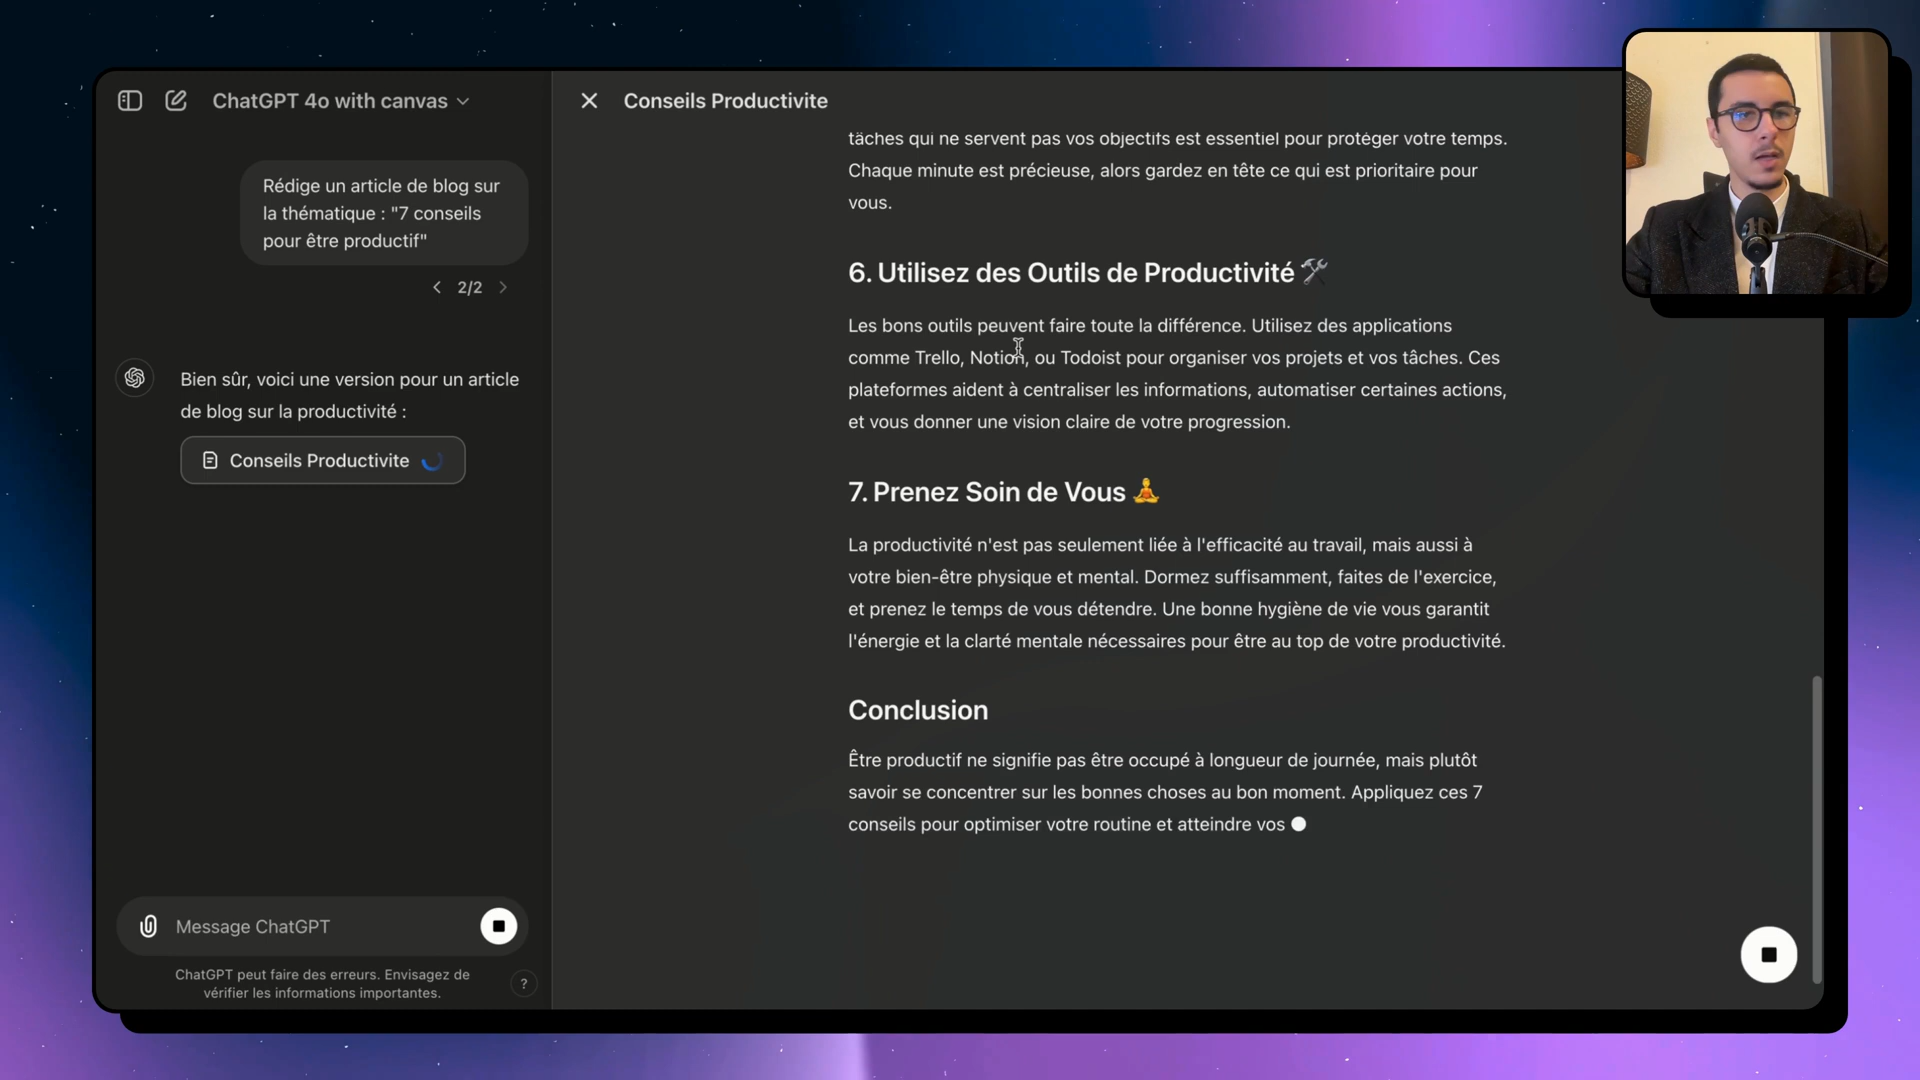 ChatGPT 4o with canvas
Rédige un article de blog sur
la thématique : "7 conseils
pour être productif"
2/2
Bien sûr, voici une version pour un article
de blog sur la productivité :
Conseils Productivite
Message ChatGPT
ChatGPT peut faire des erreurs. Envisagez de
vérifier les informations importantes.
?
Conseils Productivite
tâches qui ne servent pas vos objectifs est essentiel pour protéger votre temps.
Chaque minute est précieuse, alors gardez en tête ce qui est prioritaire pour
vous.
6. Utilisez des Outils de Productivité 🛠️
Les bons outils peuvent faire toute la différence. Utilisez des applications
comme Trello, Notion, ou Todoist pour organiser vos projets et vos tâches. Ces
plateformes aident à centraliser les informations, automatiser certaines actions,
et vous donner une vision claire de votre progression.
7. Prenez Soin de Vous 🧘
La productivité n'est pas seulement liée à l'efficacité au travail, mais aussi à
votre bien-être physique et mental. Dormez suffisamment, faites de l'exercice,
et prenez le temps de vous détendre. Une bonne hygiène de vie vous garantit
l'énergie et la clarté mentale nécessaires pour être au top de votre productivité.
Conclusion
Être productif ne signifie pas être occupé à longueur de journée, mais plutôt
savoir se concentrer sur les bonnes choses au bon moment. Appliquez ces 7
conseils pour optimiser votre routine et atteindre vos